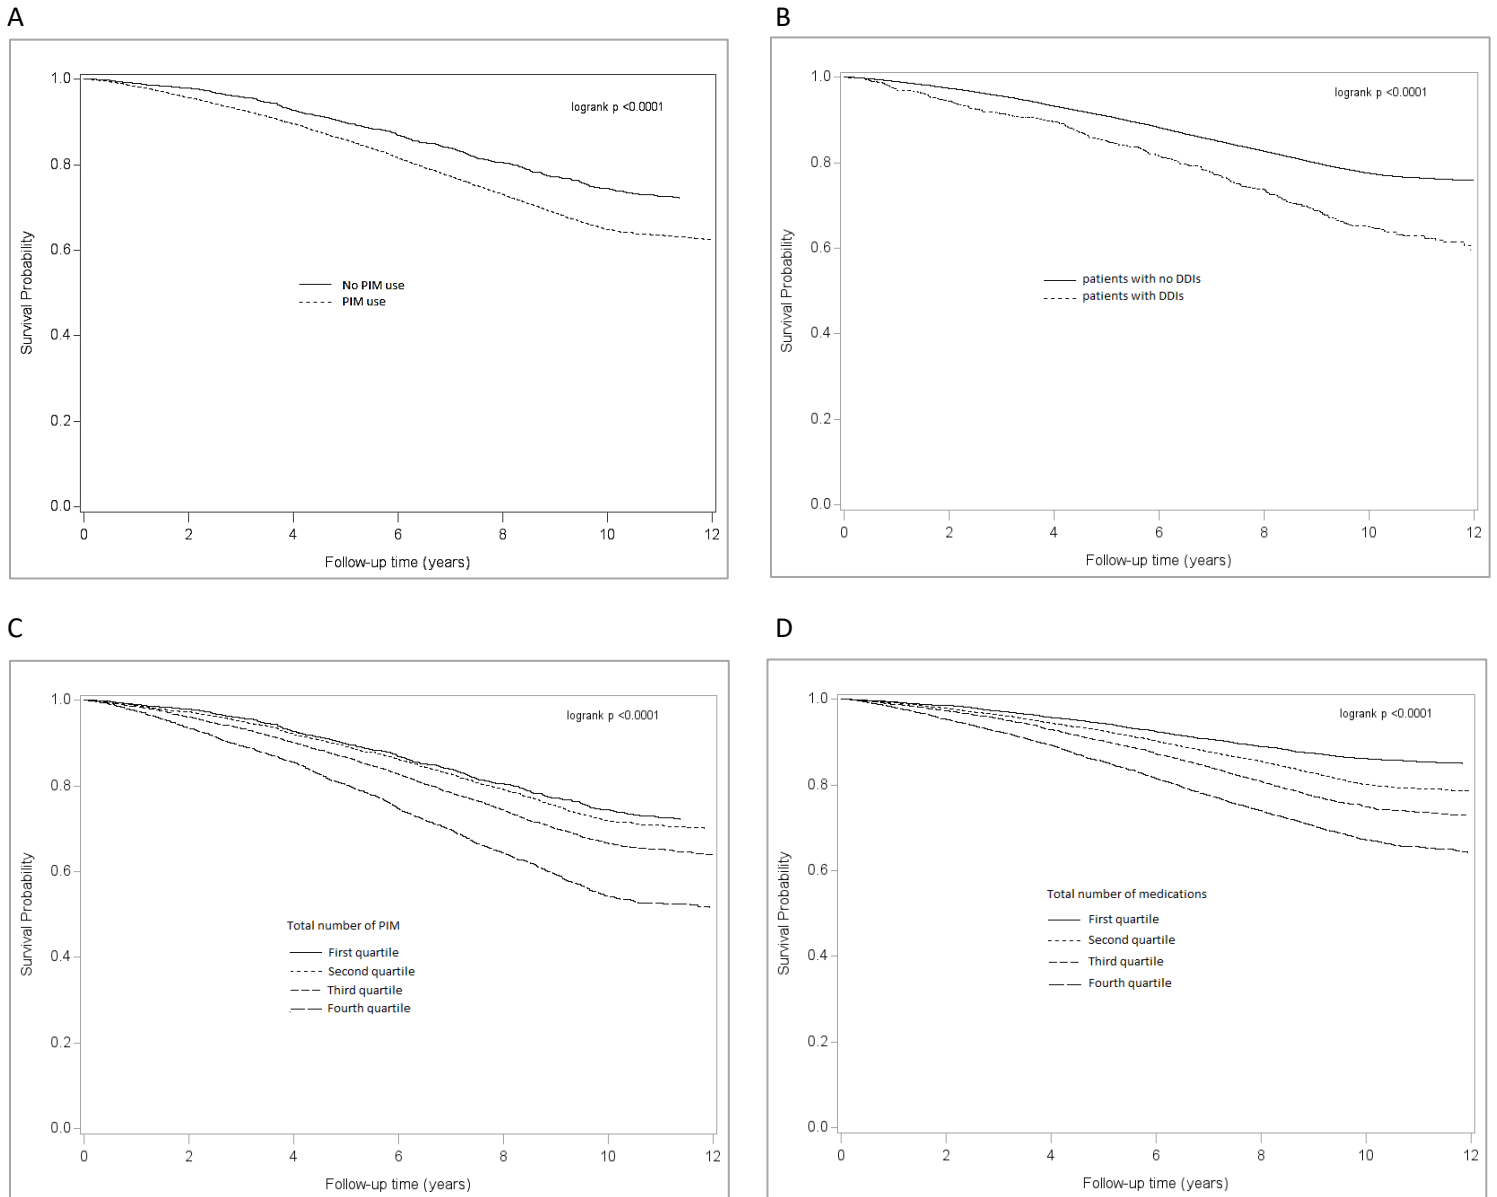 A
1.0
0.8
0.6
0.4
0.2
0.0
Survival Probability
logrank p <0.0001
No PIM use
PIM use
0 2 4 6 8 10 12
Follow-up time (years)
B
1.0
0.8
0.6
0.4
0.2
0.0
Survival Probability
logrank p <0.0001
patients with no DDIs
patients with DDIs
0 2 4 6 8 10 12
Follow-up time (years)
C
1.0
0.8
0.6
0.4
0.2
0.0
Survival Probability
logrank p <0.0001
Total number of PIM
First quartile
Second quartile
Third quartile
Fourth quartile
0 2 4 6 8 10 12
Follow-up time (years)
D
1.0
0.8
0.6
0.4
0.2
0.0
Survival Probability
logrank p <0.0001
Total number of medications
First quartile
Second quartile
Third quartile
Fourth quartile
0 2 4 6 8 10 12
Follow-up time (years)